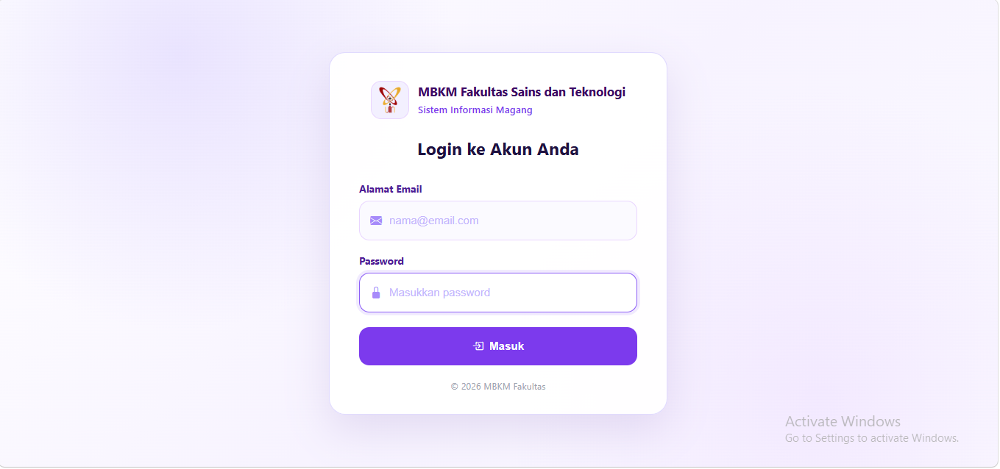 MBKM Fakultas Sains dan Teknologi
Sistem Informasi Magang
Login ke Akun Anda
Alamat Email
nama@email.com
Password
Masukkan password
Masuk
© 2026 MBKM Fakultas
Activate Windows
Go to Settings to activate Windows.